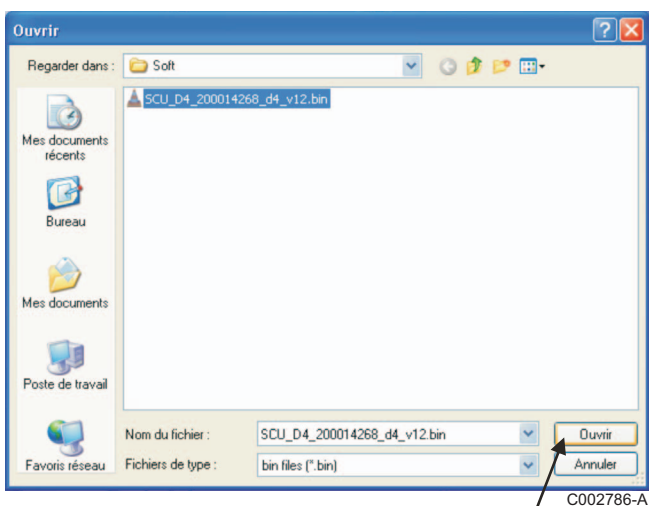 Ouvrir
Regarder dans :
Soft
SCU_D4_200014268_d4_v12.bin
Mes documents
récents
Bureau
Mes documents
Poste de travail
Favoris réseau
Nom du fichier :
SCU_D4_200014268_d4_v12.bin
Ouvrir
Fichiers de type :
bin files (*.bin)
Annuler
C002786-A